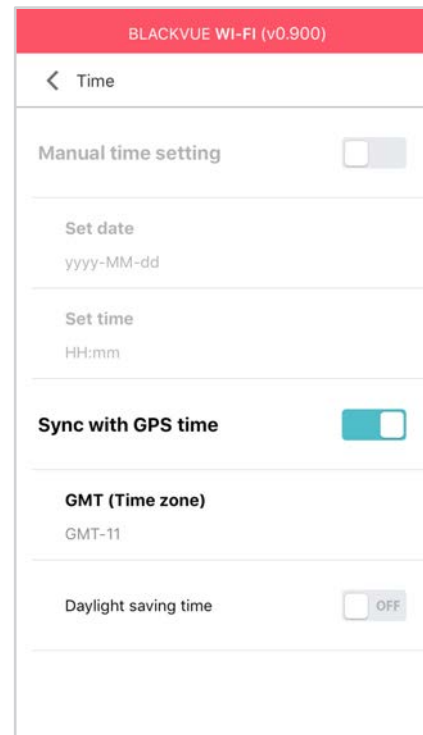 BLACKVUE WI-FI (v0.900)
Time
Manual time setting
Set date
yyyy-MM-dd
Set time
HH:mm
Sync with GPS time
GMT (Time zone)
GMT-11
Daylight saving time OFF